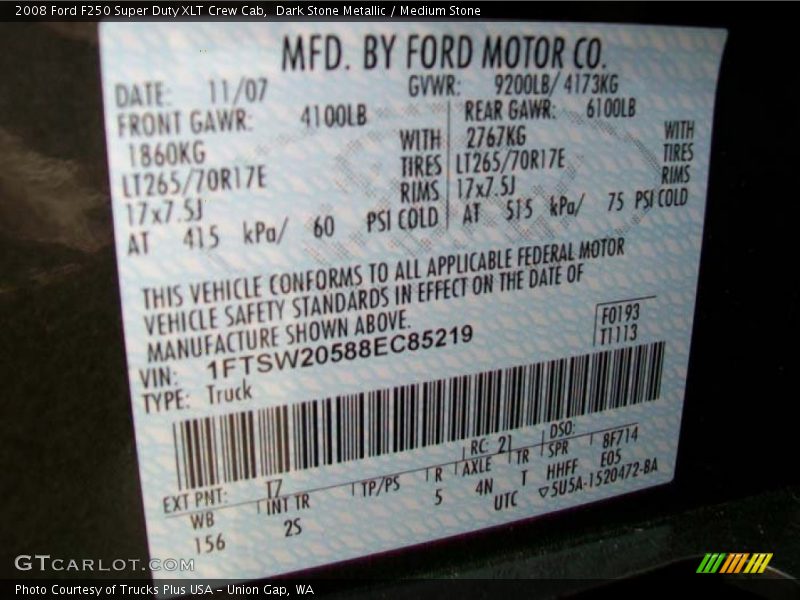 2008 Ford F250 Super Duty XLT Crew Cab,  Dark Stone Metallic / Medium Stone
MFD. BY FORD MOTOR CO.
DATE: 11/07 GVWR: 9200LB/ 4173KG
FRONT GAWR: 4100LB REAR GAWR: 6100LB
1860KG WITH 2767KG WITH
LT265/70R17E TIRES LT265/70R17E TIRES
17x7.5J RIMS 17x7.5J RIMS
AT 415 kPa/ 60 PSI COLD AT 515 kPa/ 75 PSI COLD
THIS VEHICLE CONFORMS TO ALL APPLICABLE FEDERAL MOTOR
VEHICLE SAFETY STANDARDS IN EFFECT ON THE DATE OF
MANUFACTURE SHOWN ABOVE.
F0193
T1113
VIN: 1FTSW20588EC85219
TYPE: Truck
EXT PNT: T7 RC: 21 DSO:
WB INT TR TP/PS R AXLE TR SPR 8F714
156 2S 5 4N T HHFF E05
UTC ▽5U5A-1520472-BA
GTCARLOT.COM
Photo Courtesy of Trucks Plus USA - Union Gap, WA